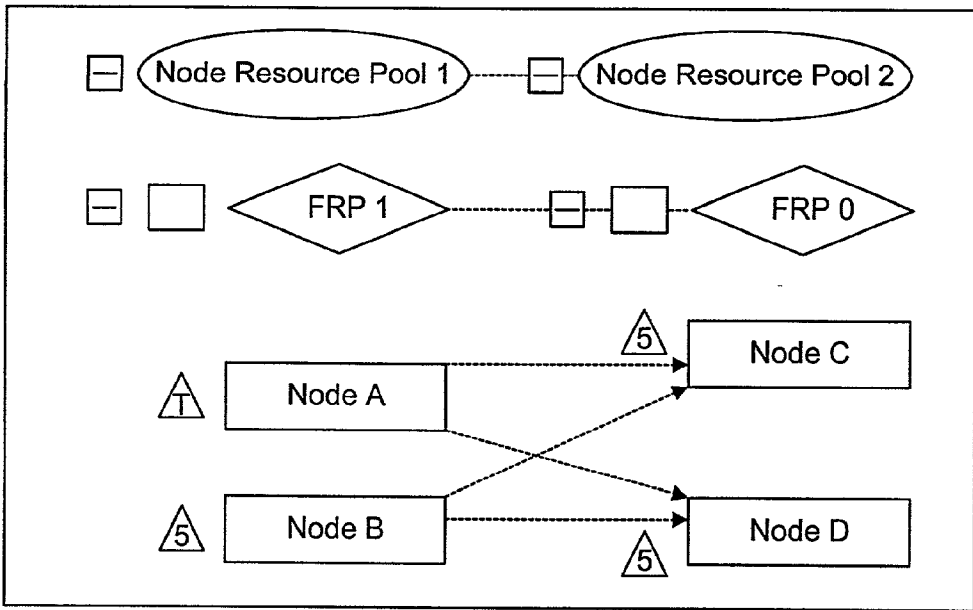 Node Resource Pool 1
Node Resource Pool 2
FRP 1
FRP 0
5
Node C
T
Node A
5
Node B
5
Node D